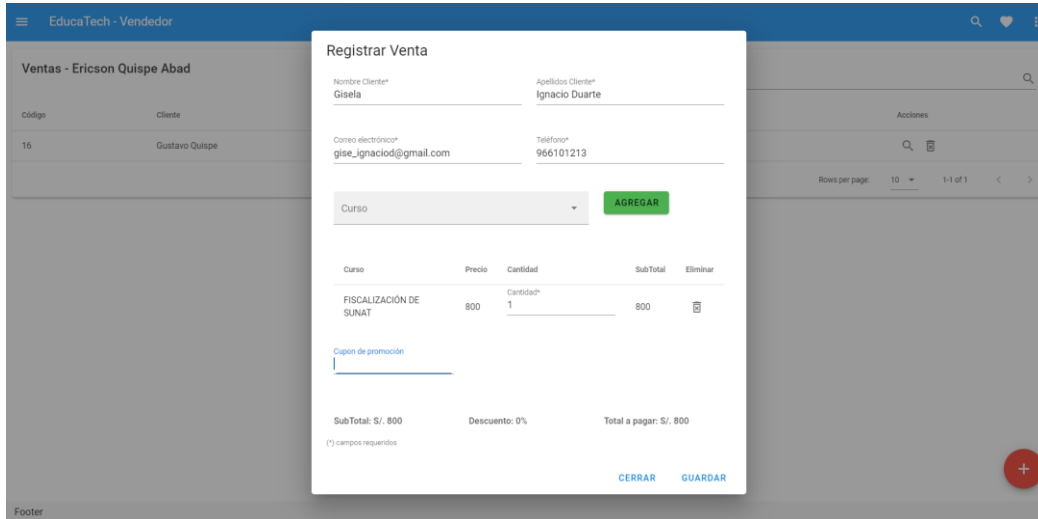 EducaTech - Vendedor
Registrar Venta
Ventas - Ericson Quispe Abad
Nombre Cliente*
Apellidos Cliente*
Gisela
Ignacio Duarte
Código
Cliente
Acciones
Correo electrónico*
Teléfono*
16
Gustavo Quispe
gise_ignaciod@gmail.com
966101213
Rows per page:
10
1-1 of 1
Curso
AGREGAR
Curso
Precio
Cantidad
SubTotal
Eliminar
FISCALIZACIÓN DE
SUNAT
800
Cantidad*
1
800
Cupon de promoción
SubTotal: S/. 800
Descuento: 0%
Total a pagar: S/. 800
(*) campos requeridos
CERRAR
GUARDAR
Footer